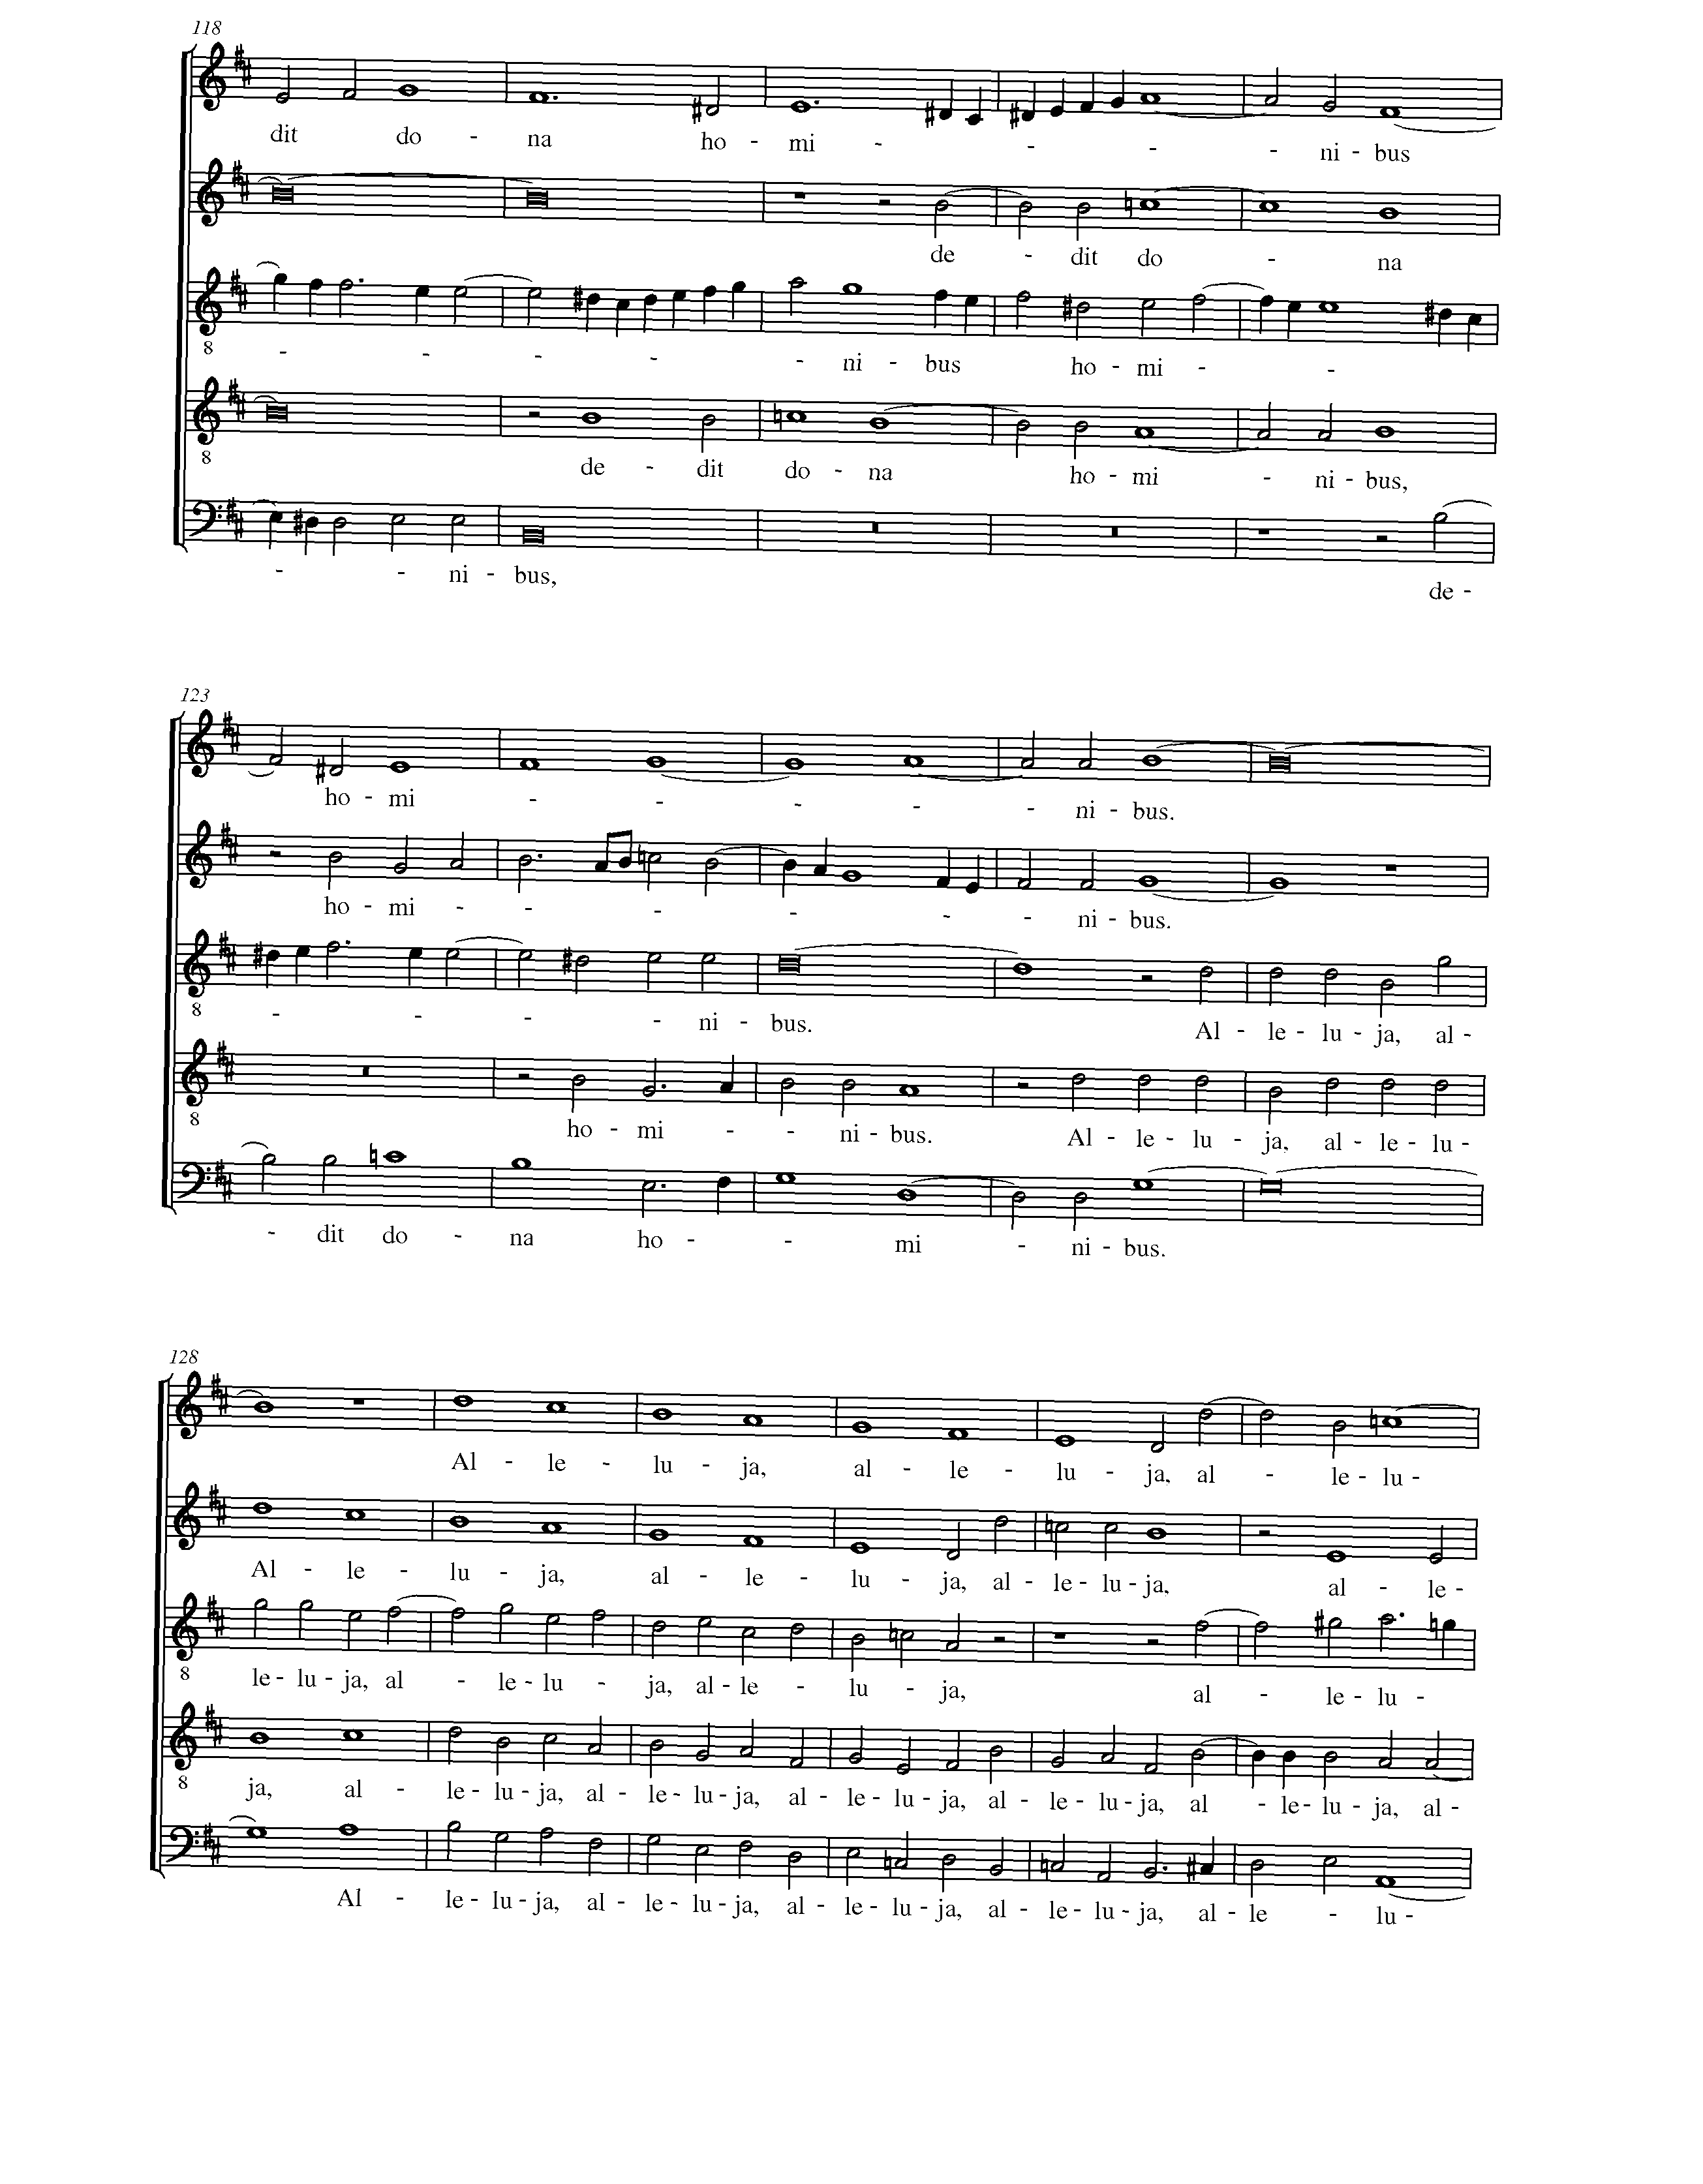 118
dit do - na ho - mi - - - - ni - bus
de - dit do - na
8
- - - - - ni - bus ho - mi - -
8
de - dit do - na ho - mi - ni - bus,
- - ni - bus, de -
123
ho - mi - - - - - ni - bus.
ho - mi - - - - - - ni - bus.
8
- - - - ni - bus. Al - le - lu - ja, al -
8
ho - mi - - ni - bus. Al - le - lu - ja, al - le - lu -
- dit do - na ho - - mi - ni - bus.
128
Al - le - lu - ja, al - le - lu - ja, al - le - lu -
Al - le - lu - ja, al - le - lu - ja, al - le - lu - ja, al - le -
8
le - lu - ja, al - le - lu - ja, al - le - lu - ja, al - le - lu -
8
ja, al - le - lu - ja, al - le - lu - ja, al - le - lu - ja, al - le - lu - ja, al - le - lu - ja, al -
Al - le - lu - ja, al - le - lu - ja, al - le - lu - ja, al - le - lu - ja, al - le - lu -